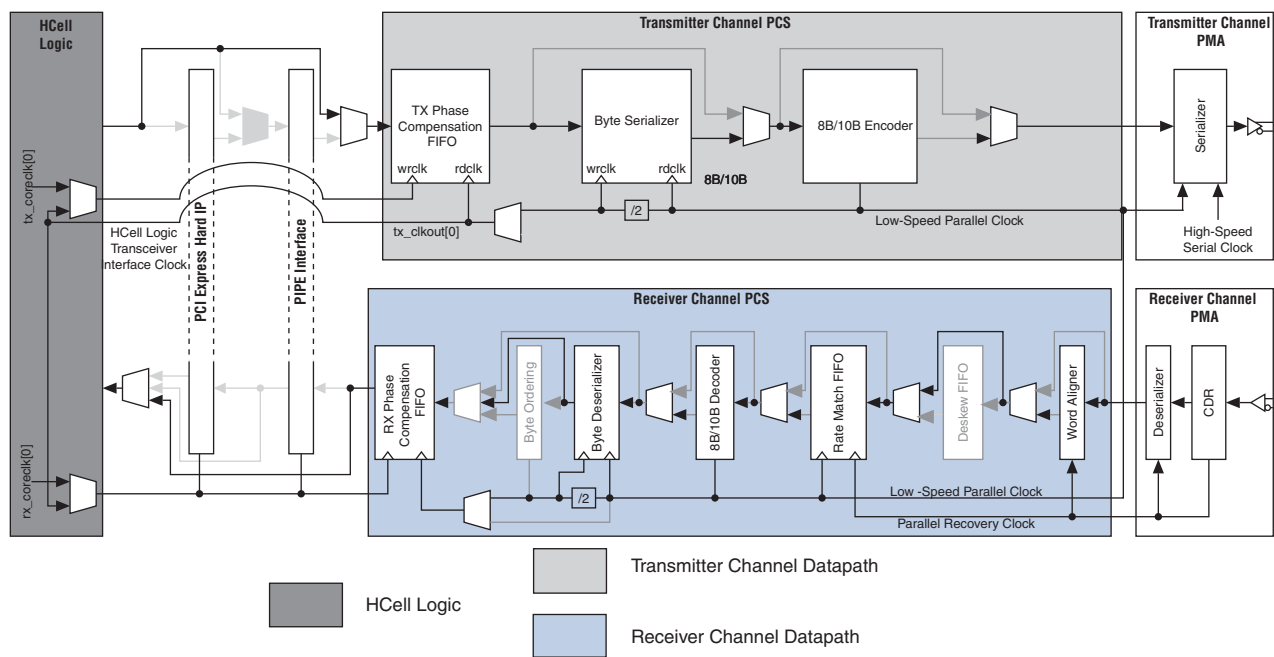 HCell
Logic
Transmitter Channel PCS
Transmitter Channel
PMA
TX Phase
Compensation
FIFO
wrclk
rdclk
Byte Serializer
wrclk
rdclk
8B/10B
8B/10B Encoder
Serializer
tx_coreclk[0]
/2
Low-Speed Parallel Clock
tx_clkout[0]
HCell Logic
Transceiver
Interface Clock
High-Speed
Serial Clock
PCI Express Hard IP
PIPE Interface
Receiver Channel PCS
Receiver Channel
PMA
RX Phase
Compensation
FIFO
Byte Ordering
Byte Deserializer
8B/10B Decoder
Rate Match FIFO
Deskew FIFO
Word Aligner
Deserializer
CDR
rx_coreclk[0]
/2
Low -Speed Parallel Clock
Parallel Recovery Clock
Transmitter Channel Datapath
HCell Logic
Receiver Channel Datapath